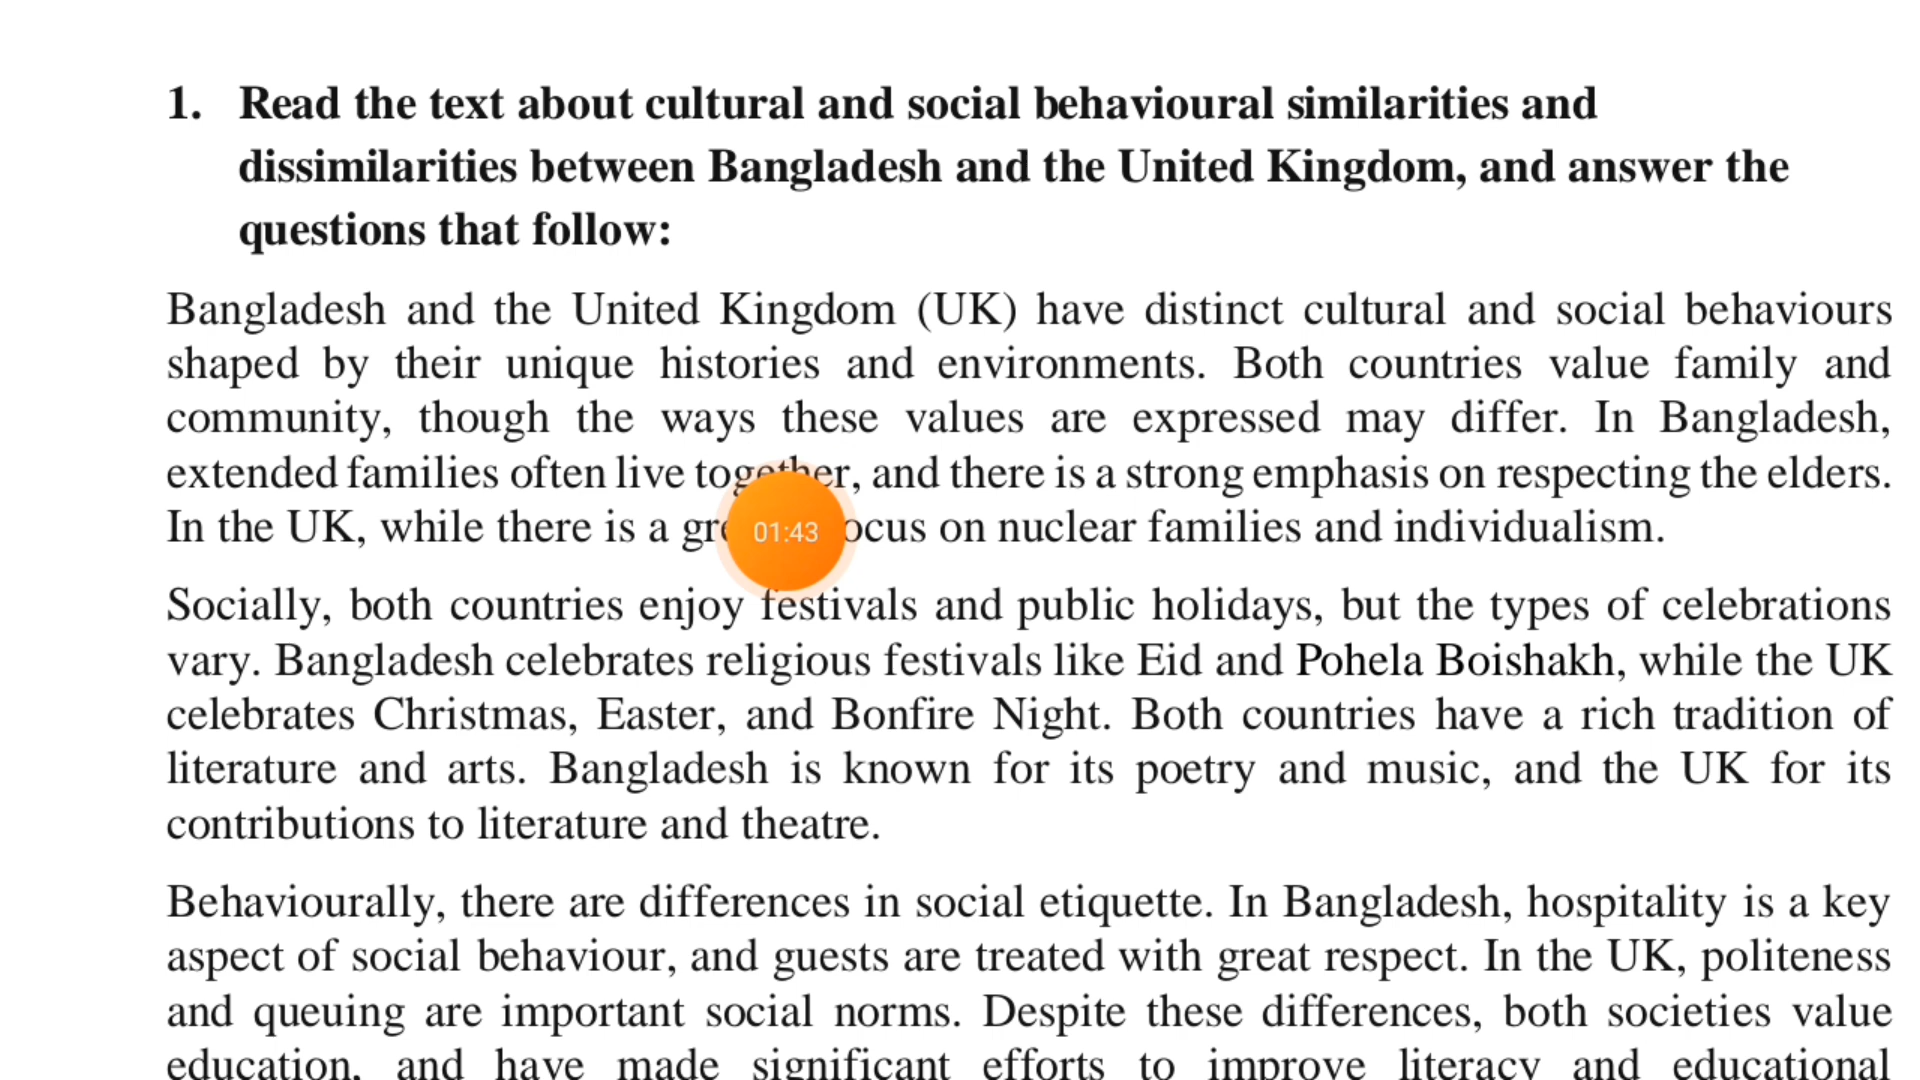 1. Read the text about cultural and social behavioural similarities and
dissimilarities between Bangladesh and the United Kingdom, and answer the
questions that follow:
Bangladesh and the United Kingdom (UK) have distinct cultural and social behaviours
shaped by their unique histories and environments. Both countries value family and
community, though the ways these values are expressed may differ. In Bangladesh,
extended families often live together, and there is a strong emphasis on respecting the elders.
In the UK, while there is a on nuclear families and individualism.
01:43
Socially, both countries enjoy festivals and public holidays, but the types of celebrations
vary. Bangladesh celebrates religious festivals like Eid and Pohela Boishakh, while the UK
celebrates Christmas, Easter, and Bonfire Night. Both countries have a rich tradition of
literature and arts. Bangladesh is known for its poetry and music, and the UK for its
contributions to literature and theatre.
Behaviourally, there are differences in social etiquette. In Bangladesh, hospitality is a key
aspect of social behaviour, and guests are treated with great respect. In the UK, politeness
and queuing are important social norms. Despite these differences, both societies value
education, and have made significant efforts to improve literacy and educational